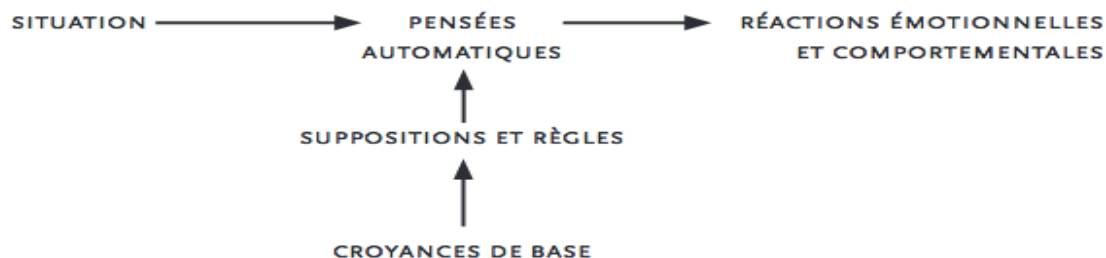 SITUATION
PENSÉES
AUTOMATIQUES
RÉACTIONS ÉMOTIONNELLES
ET COMPORTEMENTALES
SUPPOSITIONS ET RÈGLES
CROYANCES DE BASE